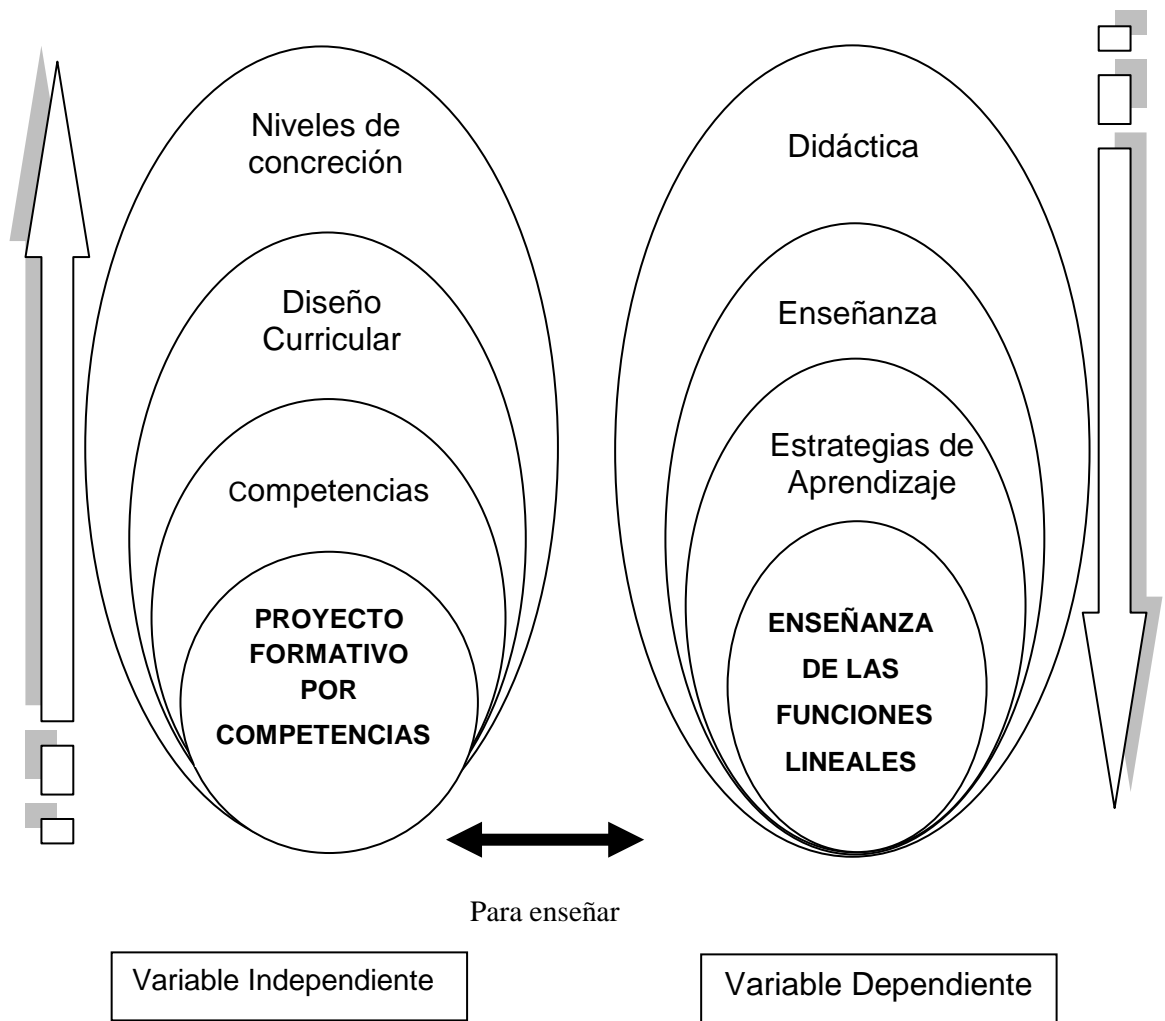 Niveles de
concreción
Diseño
Curricular
Competencias
PROYECTO
FORMATIVO
POR
COMPETENCIAS
Didáctica
Enseñanza
Estrategias de
Aprendizaje
ENSEÑANZA
DE LAS
FUNCIONES
LINEALES
Para enseñar
Variable Independiente
Variable Dependiente